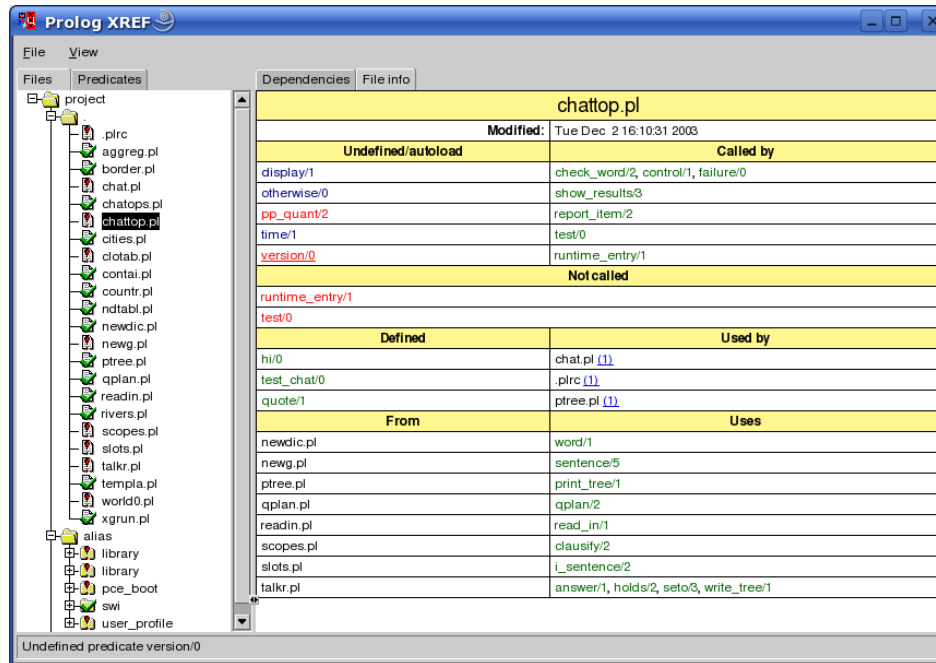 Prolog XREF
File View
Files Predicates
Dependencies File info
project
.
.plrc
aggreg.pl
border.pl
chat.pl
chatops.pl
chattop.pl
cities.pl
clotab.pl
contai.pl
countr.pl
ndtabl.pl
newdic.pl
newg.pl
ptree.pl
qplan.pl
readin.pl
rivers.pl
scopes.pl
slots.pl
talkr.pl
templa.pl
world0.pl
xgrun.pl
alias
library
library
pce_boot
swi
user_profile
chattop.pl
Modified: Tue Dec 2 16:10:31 2003
Undefined/autoload Called by
display/1 check_word/2, control/1, failure/0
otherwise/0 show_results/3
pp_quant/2 report_item/2
time/1 test/0
version/0 runtime_entry/1
Not called
runtime_entry/1
test/0
Defined Used by
hi/0 chat.pl (1)
test_chat/0 .plrc (1)
quote/1 ptree.pl (1)
From Uses
newdic.pl word/1
newg.pl sentence/5
ptree.pl print_tree/1
qplan.pl qplan/2
readin.pl read_in/1
scopes.pl clausify/2
slots.pl i_sentence/2
talkr.pl answer/1, holds/2, seto/3, write_tree/1
Undefined predicate version/0